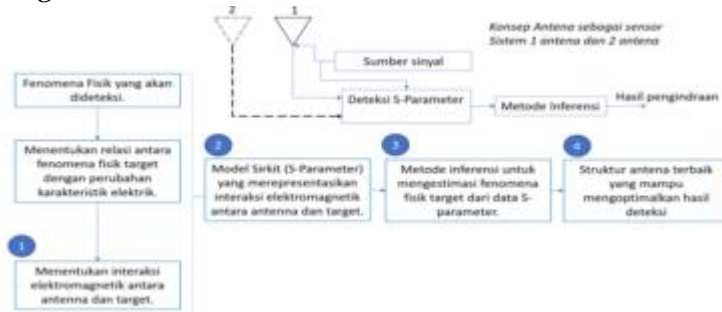 2
1
Konsep Antena sebagai sensor
Sistem 1 antena dan 2 antena
Sumber sinyal
Deteksi S-Parameter
Metode Inferensi
Hasil pengindraan
Fenomena Fisik yang akan
dideteksi.
Menentukan relasi antara
fenomena fisik target
dengan perubahan
karakteristik elektrik.
1
Menentukan interaksi
elektromagnetik antara
antenna dan target.
2
Model Sirkit (S-Parameter)
yang merepresentasikan
interaksi elektromagnetik
antara antenna dan target.
3
Metode inferensi untuk
mengestimasi fenomena
fisik target dari data S-
parameter.
4
Struktur antena terbaik
yang mampu
mengoptimalkan hasil
deteksi